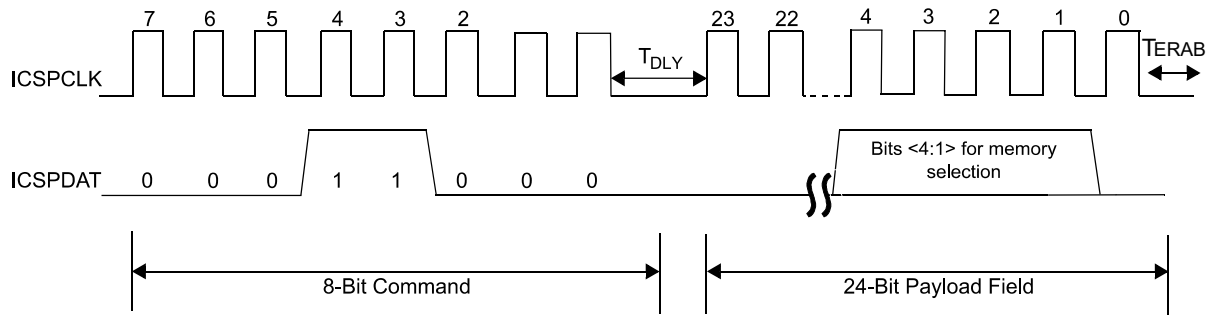 7 6 5 4 3 2 23 22 4 3 2 1 0
TDLY TERAB
ICSPCLK
Bits <4:1> for memory
selection
ICSPDAT 0 0 0 1 1 0 0 0
8-Bit Command 24-Bit Payload Field